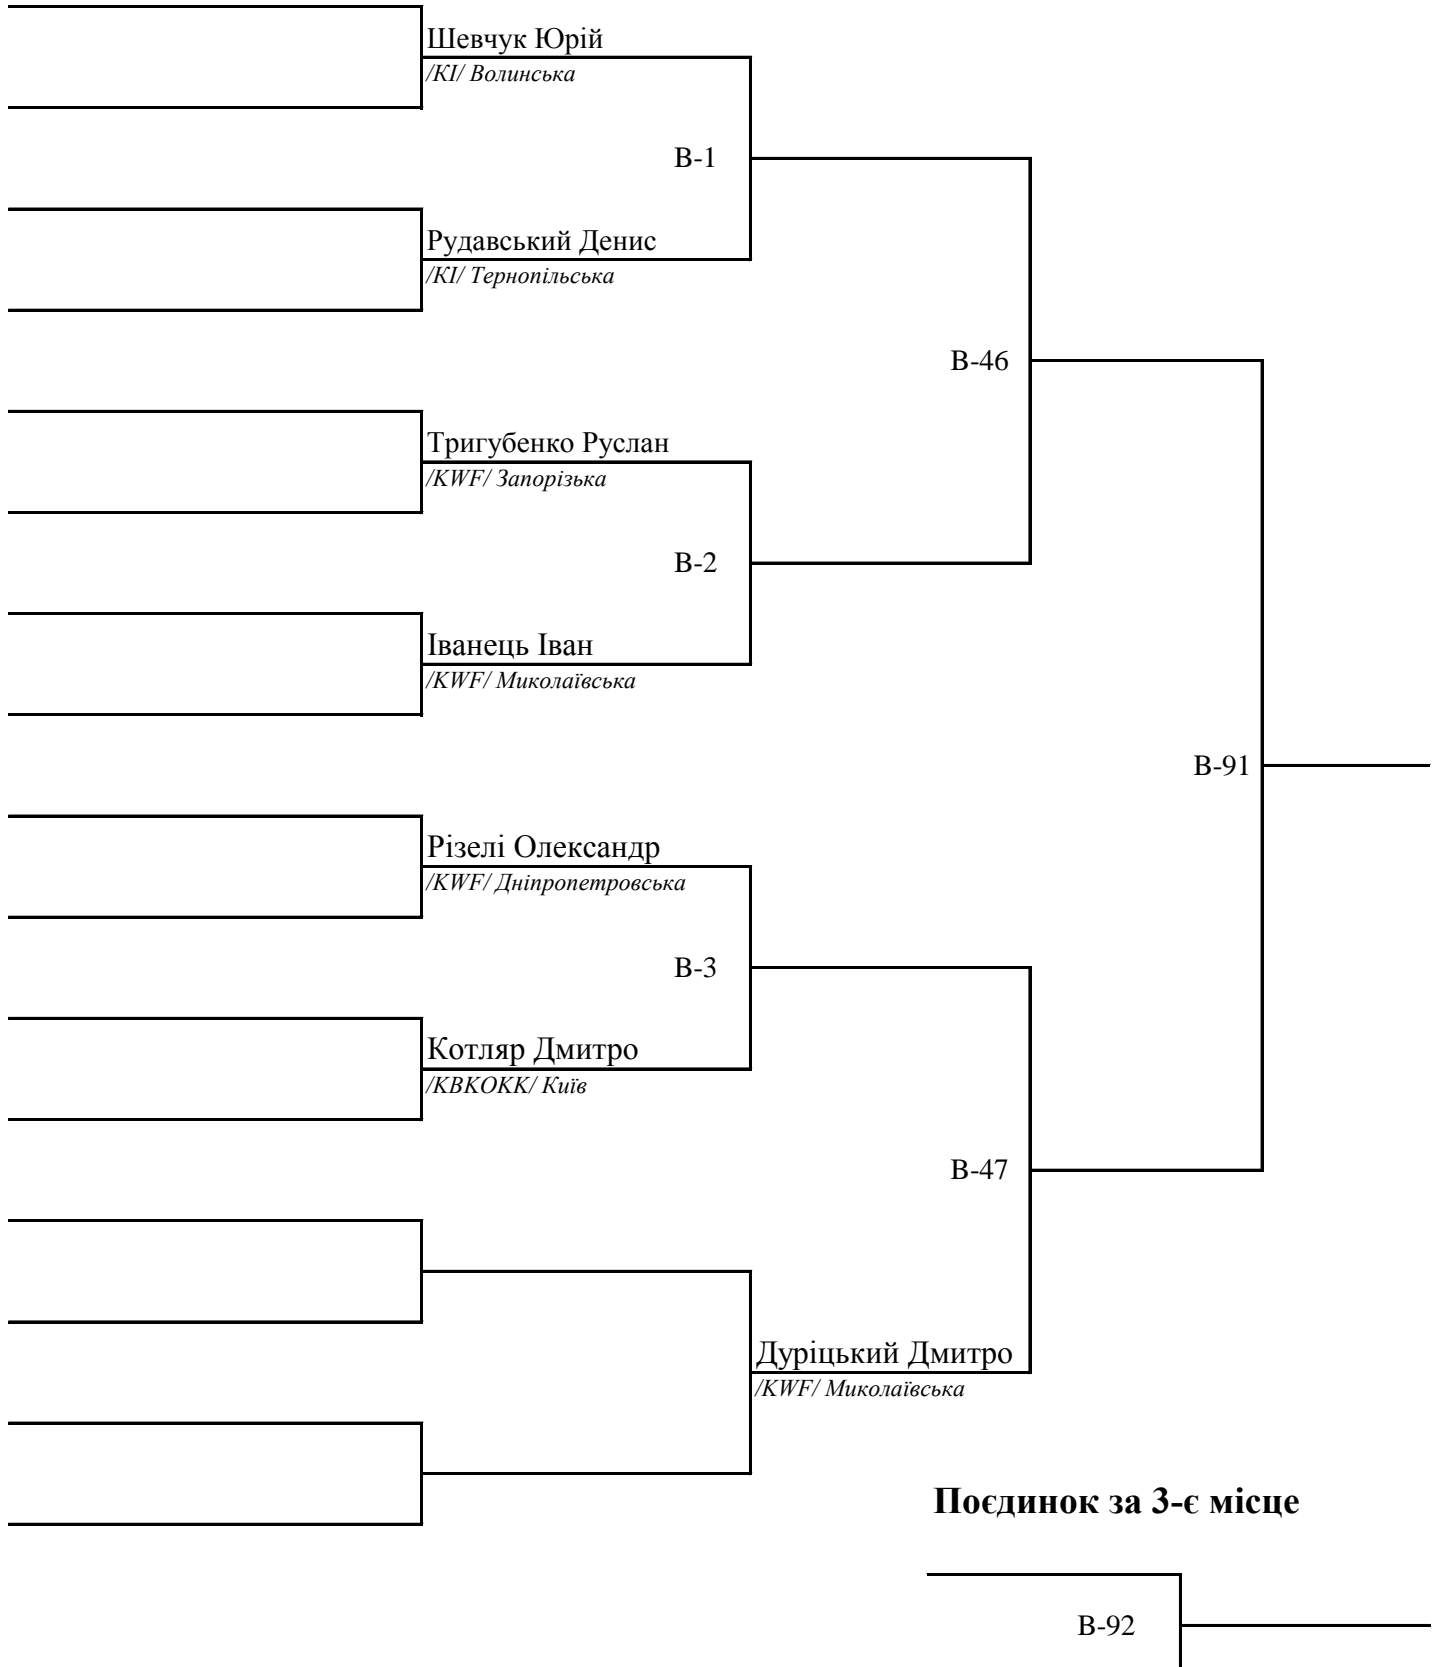 Шевчук Юрій
/KI/ Волинська
В-1
Рудавський Денис
/KI/ Тернопільська
В-46
Тригубенко Руслан
/KWF/ Запорізька
В-2
Іванець Іван
/KWF/ Миколаївська
В-91
Різелі Олександр
/KWF/ Дніпропетровська
В-3
Котляр Дмитро
/КВКОКК/ Київ
В-47
Дуріцький Дмитро
/KWF/ Миколаївська
Поєдинок за 3-є місце
В-92